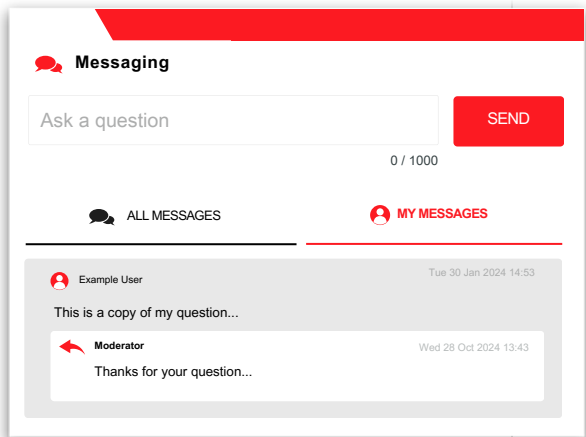 Messaging
Ask a question
SEND
0 / 1000
ALL MESSAGES
MY MESSAGES
Example User
Tue 30 Jan 2024 14:53
This is a copy of my question...
Moderator
Wed 28 Oct 2024 13:43
Thanks for your question...